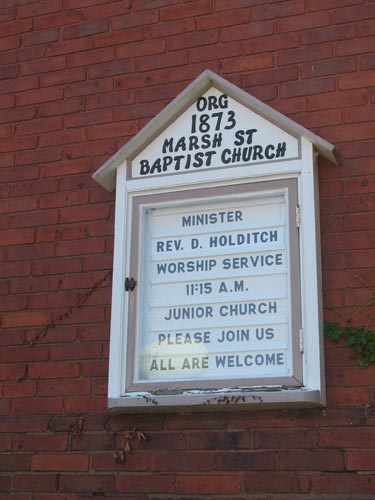 ORG
1873
MARSH ST
BAPTIST CHURCH
MINISTER
REV. D. HOLDITCH
WORSHIP SERVICE
11:15 A.M.
JUNIOR CHURCH
PLEASE JOIN US
ALL ARE WELCOME